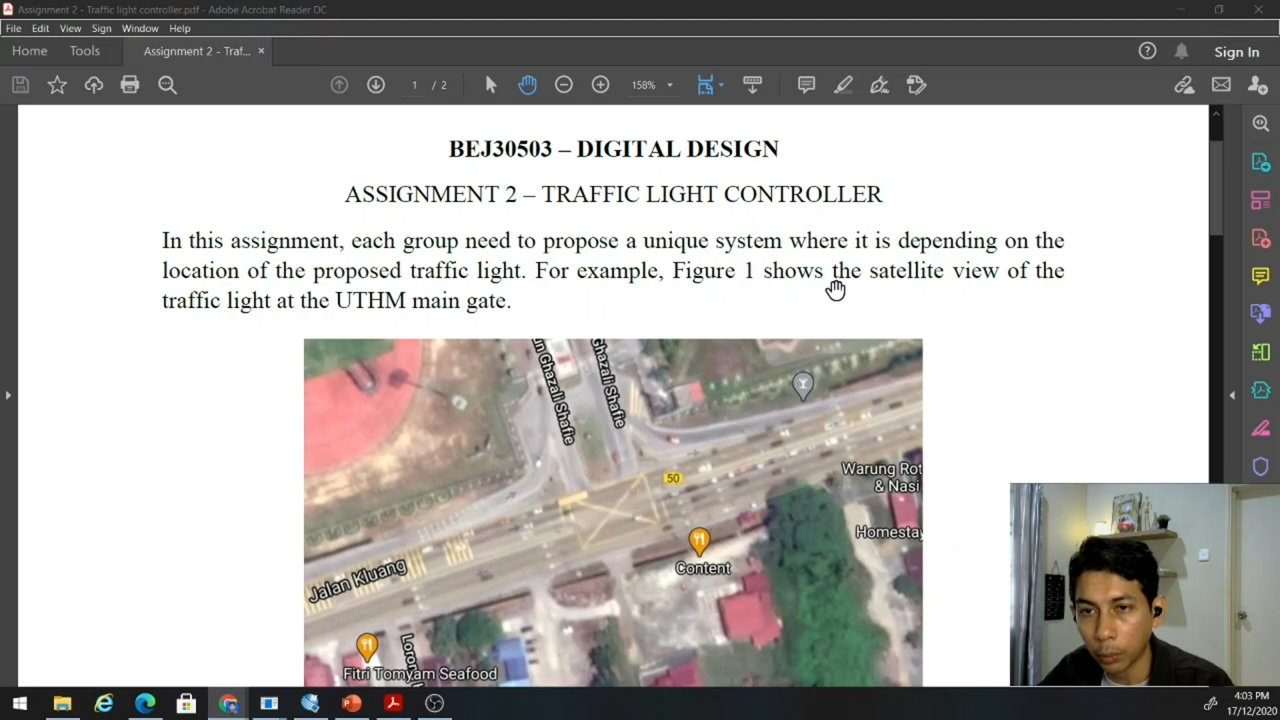 Assignment 2 - Traffic light controller.pdf - Adobe Acrobat Reader DC
File Edit View Sign Window Help
Home Tools Assignment 2 - Traf... ×
Sign In
1 / 2 158%
BEJ30503 – DIGITAL DESIGN
ASSIGNMENT 2 – TRAFFIC LIGHT CONTROLLER
In this assignment, each group need to propose a unique system where it is depending on the
location of the proposed traffic light. For example, Figure 1 shows the satellite view of the
traffic light at the UTHM main gate.
Ghazali Shafie
Ghazali Shafie
50
Warung Rot
& Nasi
Homestay
Content
Jalan Kluang
Loron
Fitri Tomyam Seafood
4:03 PM
17/12/2020